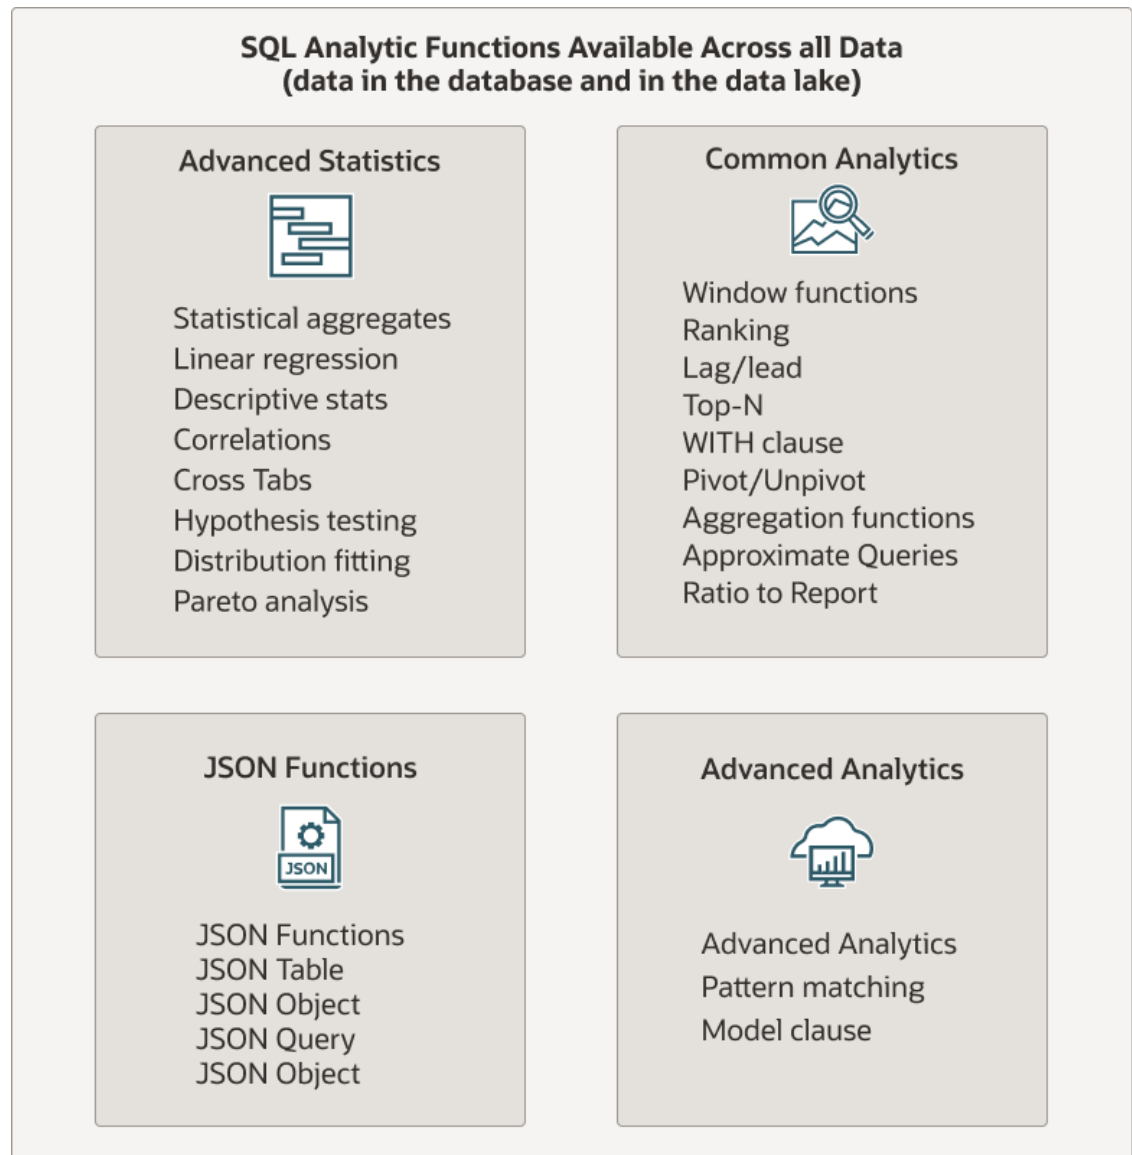 SQL Analytic Functions Available Across all Data
(data in the database and in the data lake)
Advanced Statistics
Statistical aggregates
Linear regression
Descriptive stats
Correlations
Cross Tabs
Hypothesis testing
Distribution fitting
Pareto analysis
Common Analytics
Window functions
Ranking
Lag/lead
Top-N
WITH clause
Pivot/Unpivot
Aggregation functions
Approximate Queries
Ratio to Report
JSON Functions
JSON
JSON Functions
JSON Table
JSON Object
JSON Query
JSON Object
Advanced Analytics
Advanced Analytics
Pattern matching
Model clause